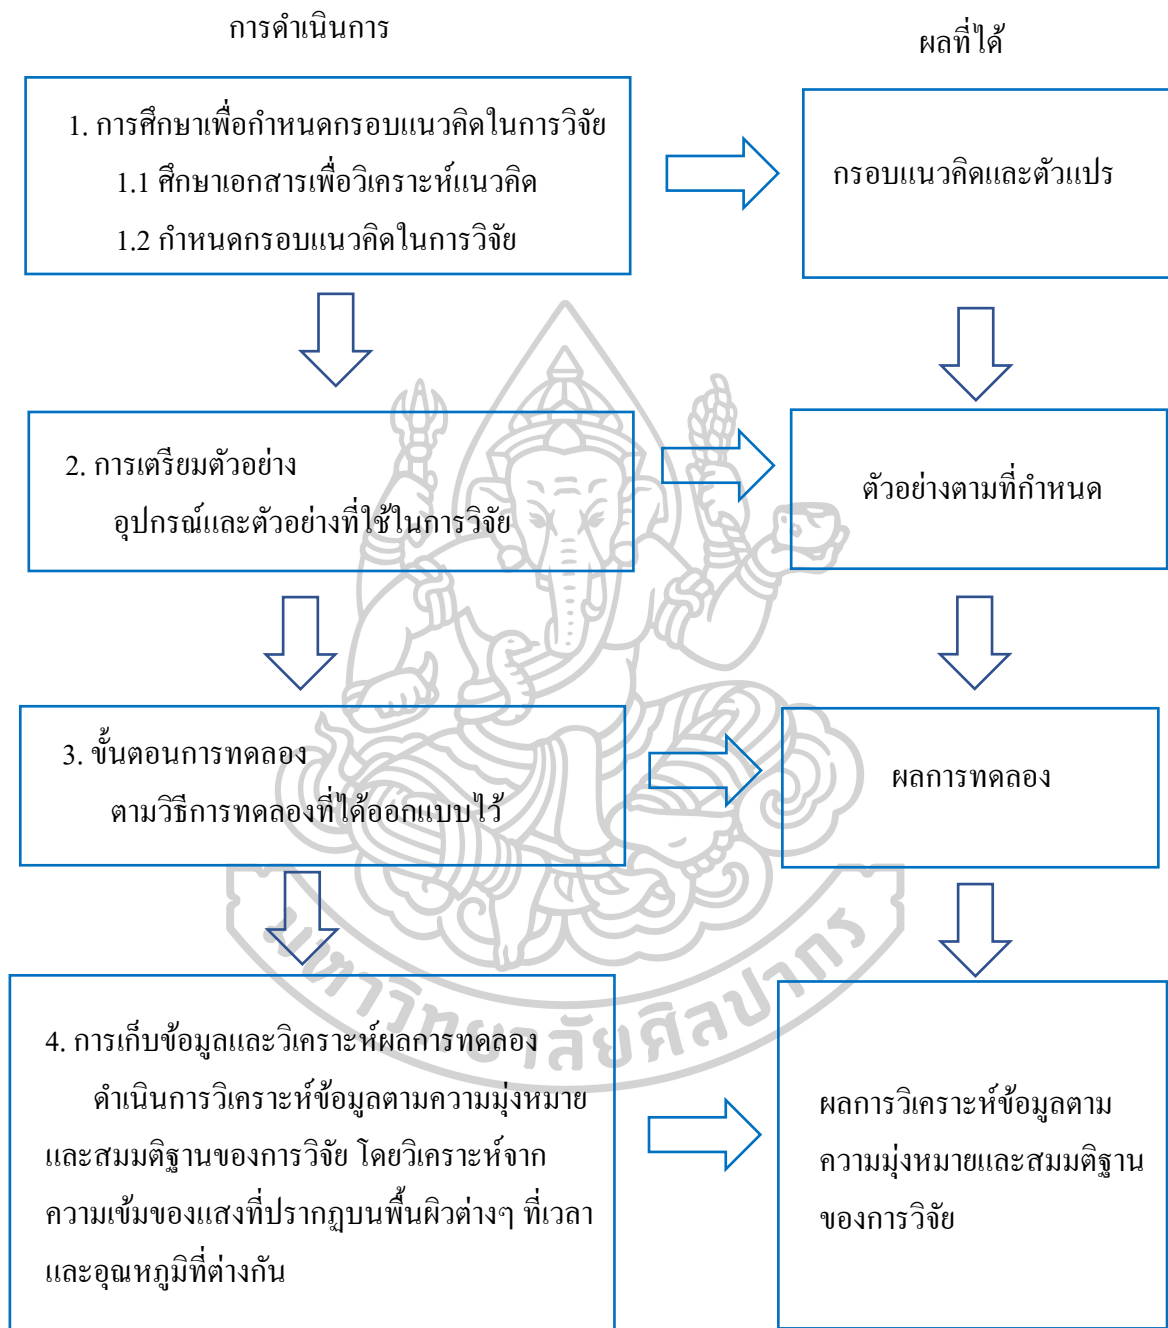 การดำเนินการ
ผลที่ได้
1. การศึกษาเพื่อกำหนดกรอบแนวคิดในการวิจัย
1.1 ศึกษาเอกสารเพื่อวิเคราะห์แนวคิด
1.2 กำหนดกรอบแนวคิดในการวิจัย
กรอบแนวคิดและตัวแปร
2. การเตรียมตัวอย่าง
อุปกรณ์และตัวอย่างที่ใช้ในการวิจัย
ตัวอย่างตามที่กำหนด
3. ขั้นตอนการทดลอง
ตามวิธีการทดลองที่ได้ออกแบบไว้
ผลการทดลอง
มหาวิทยาลัยศิลปากร
4. การเก็บข้อมูลและวิเคราะห์ผลการทดลอง
ดำเนินการวิเคราะห์ข้อมูลตามความมุ่งหมาย
และสมมติฐานของการวิจัย โดยวิเคราะห์จาก
ความเข้มของแสงที่ปรากฏบนพื้นผิวต่างๆ ที่เวลา
และอุณหภูมิที่ต่างกัน
ผลการวิเคราะห์ข้อมูลตาม
ความมุ่งหมายและสมมติฐาน
ของการวิจัย